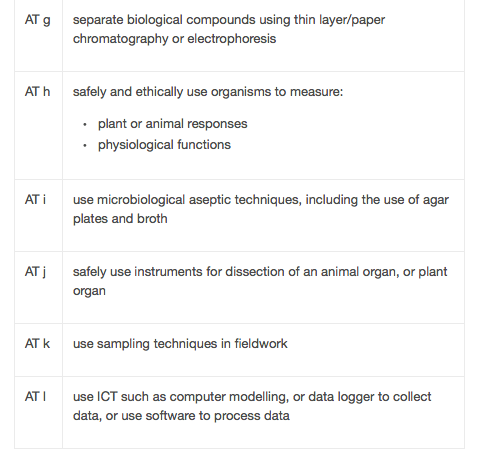 AT g
separate biological compounds using thin layer/paper
chromatography or electrophoresis
AT h
safely and ethically use organisms to measure:
• plant or animal responses
• physiological functions
AT i
use microbiological aseptic techniques, including the use of agar
plates and broth
AT j
safely use instruments for dissection of an animal organ, or plant
organ
AT k
use sampling techniques in fieldwork
AT l
use ICT such as computer modelling, or data logger to collect
data, or use software to process data